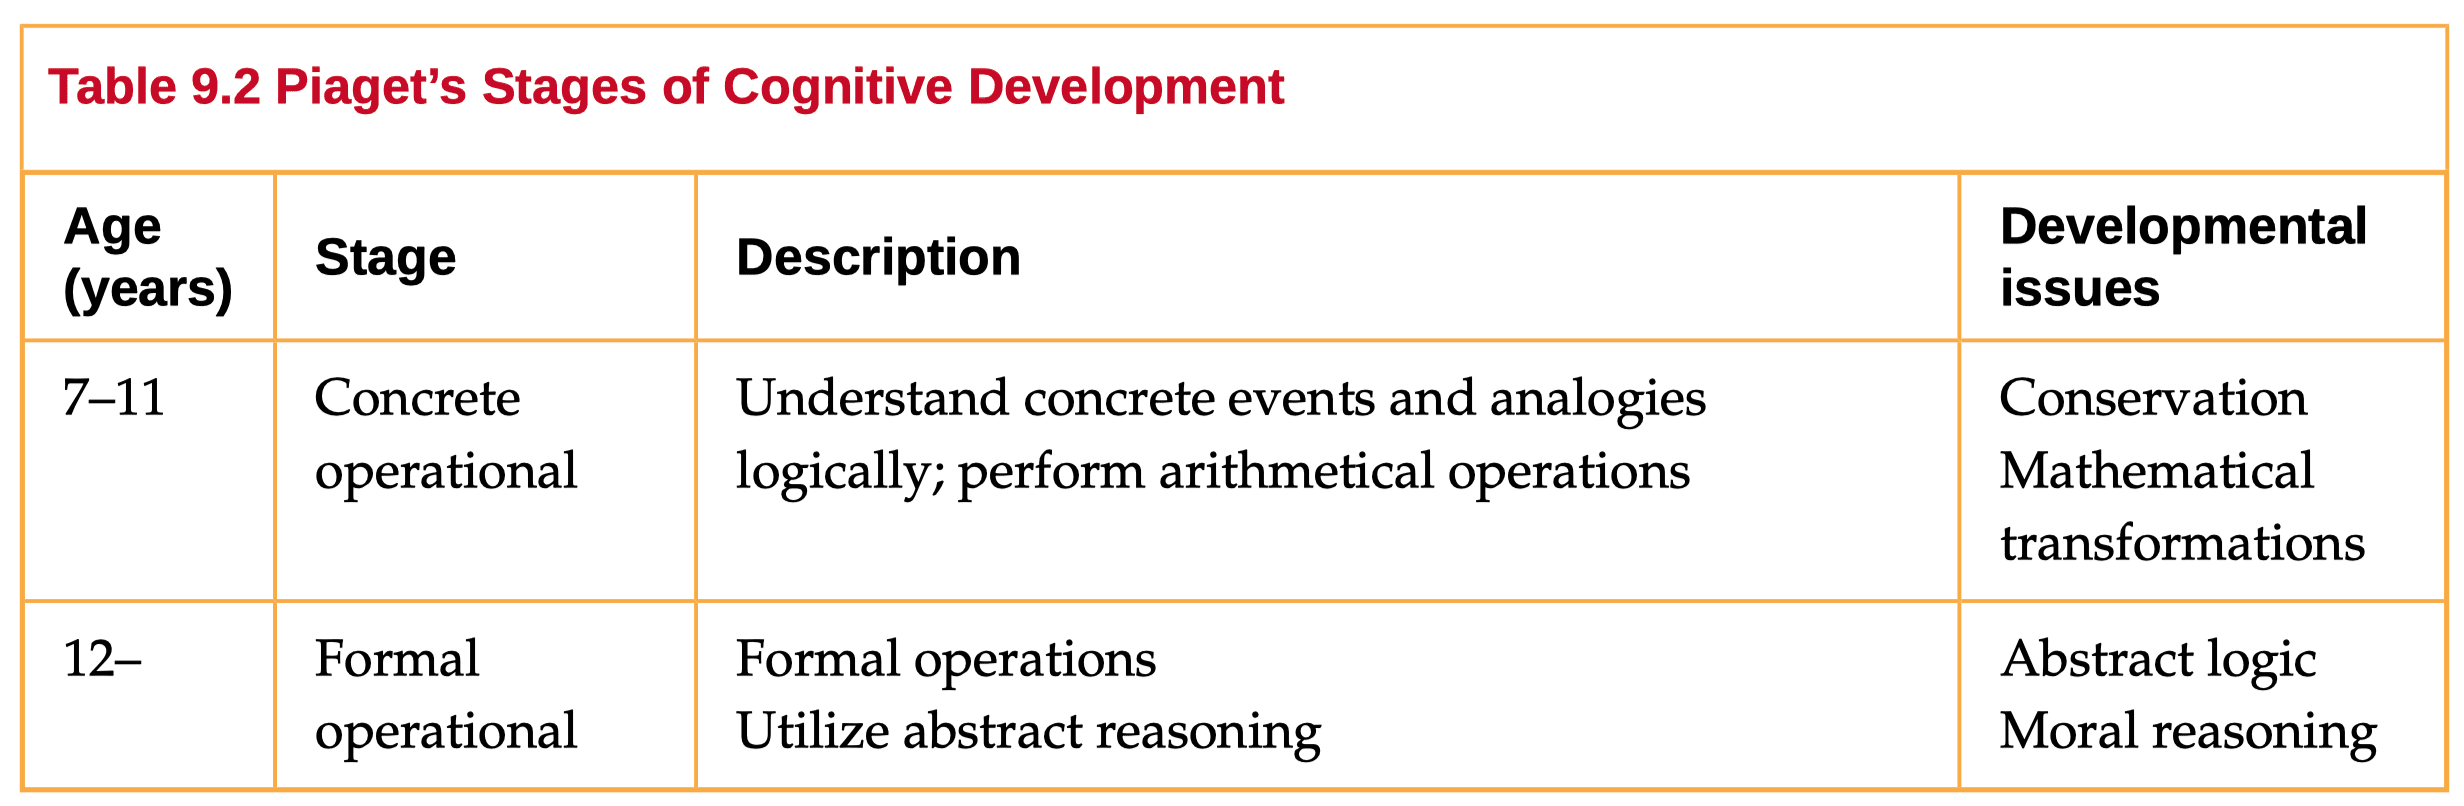 Table 9.2 Piaget’s Stages of Cognitive Development
Age
(years)
Stage
Description
Developmental
issues
7–11
Concrete
operational
Understand concrete events and analogies
logically; perform arithmetical operations
Conservation
Mathematical
transformations
12–
Formal
operational
Formal operations
Utilize abstract reasoning
Abstract logic
Moral reasoning